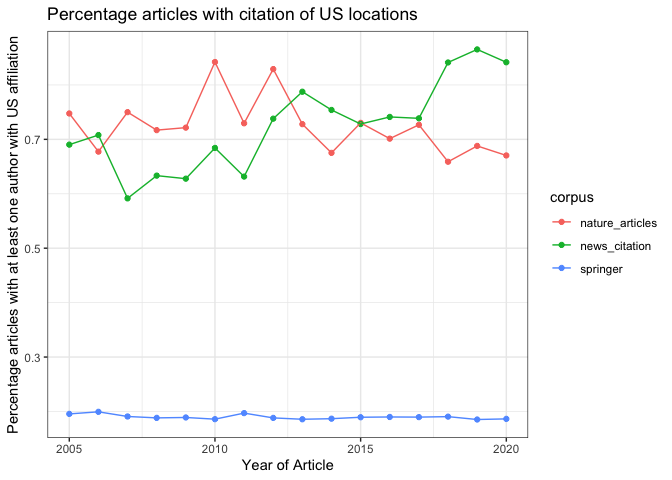 Percentage articles with citation of US locations
Percentage articles with at least one author with US affiliation
0.7
0.5
0.3
2005
2010
2015
2020
Year of Article
corpus
nature_articles
news_citation
springer